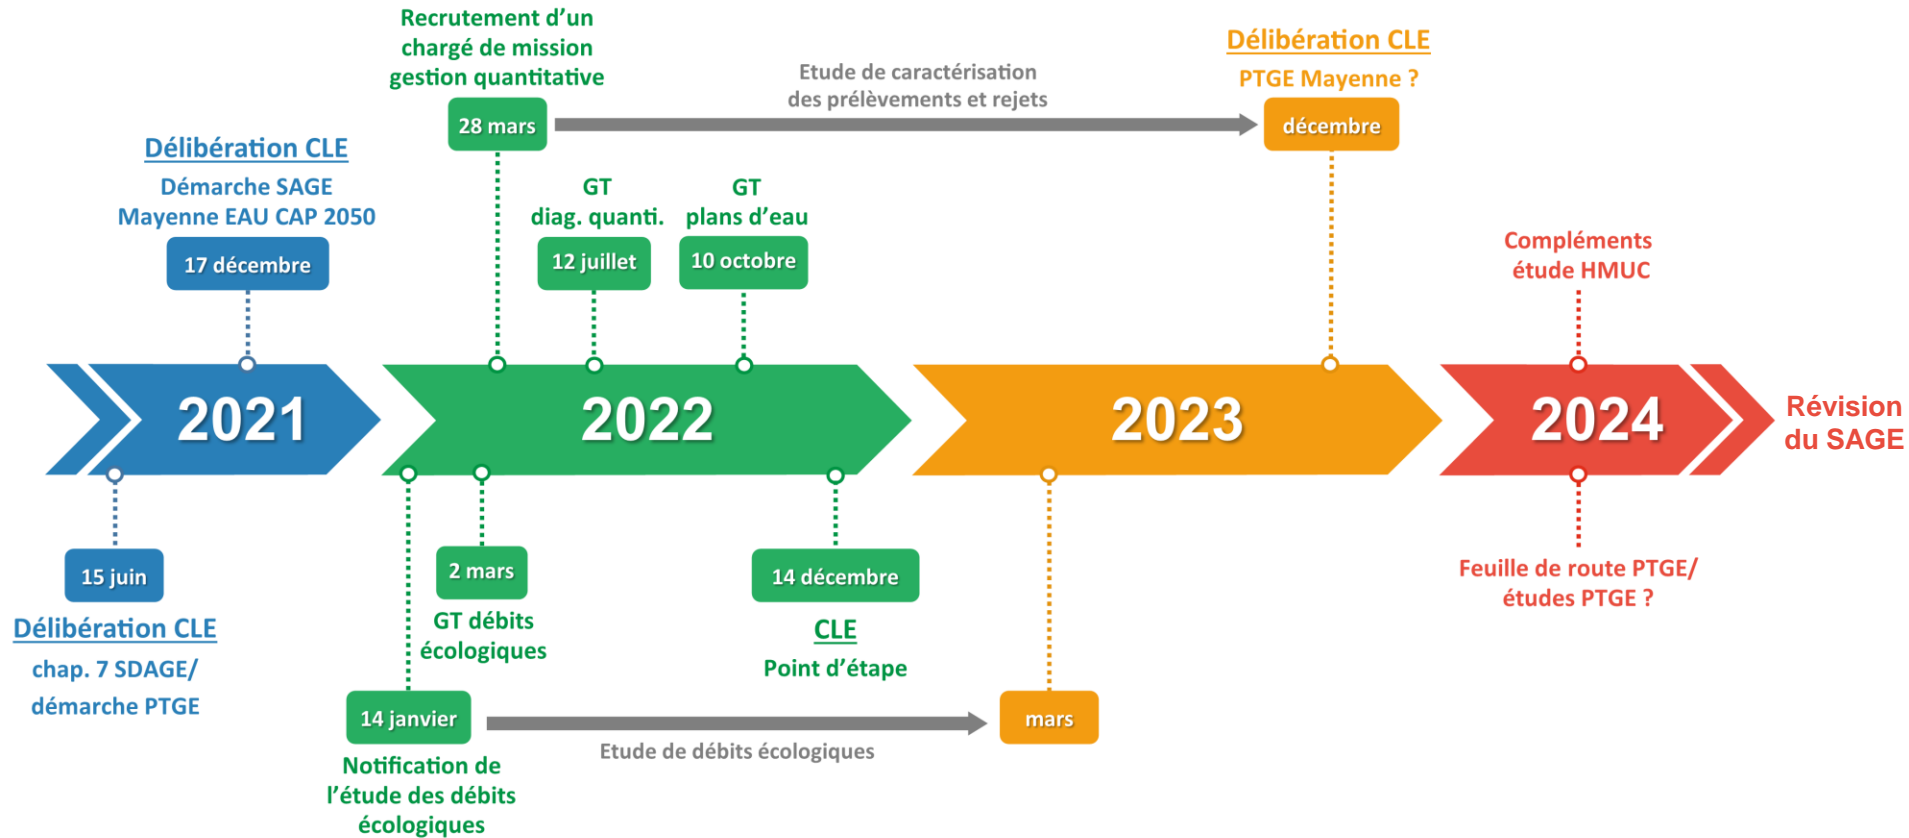 Recrutement d’un
chargé de mission
gestion quantitative
28 mars
Etude de caractérisation
des prélèvements et rejets
Délibération CLE
PTGE Mayenne ?
décembre
Délibération CLE
Démarche SAGE
Mayenne EAU CAP 2050
17 décembre
GT
diag. quanti.
12 juillet
GT
plans d’eau
10 octobre
Compléments
étude HMUC
2021
2022
2023
2024
Révision
du SAGE
15 juin
Délibération CLE
chap. 7 SDAGE/
démarche PTGE
2 mars
GT débits
écologiques
14 décembre
CLE
Point d’étape
Feuille de route PTGE/
études PTGE ?
14 janvier
Notification de
l’étude des débits
écologiques
Etude de débits écologiques
mars